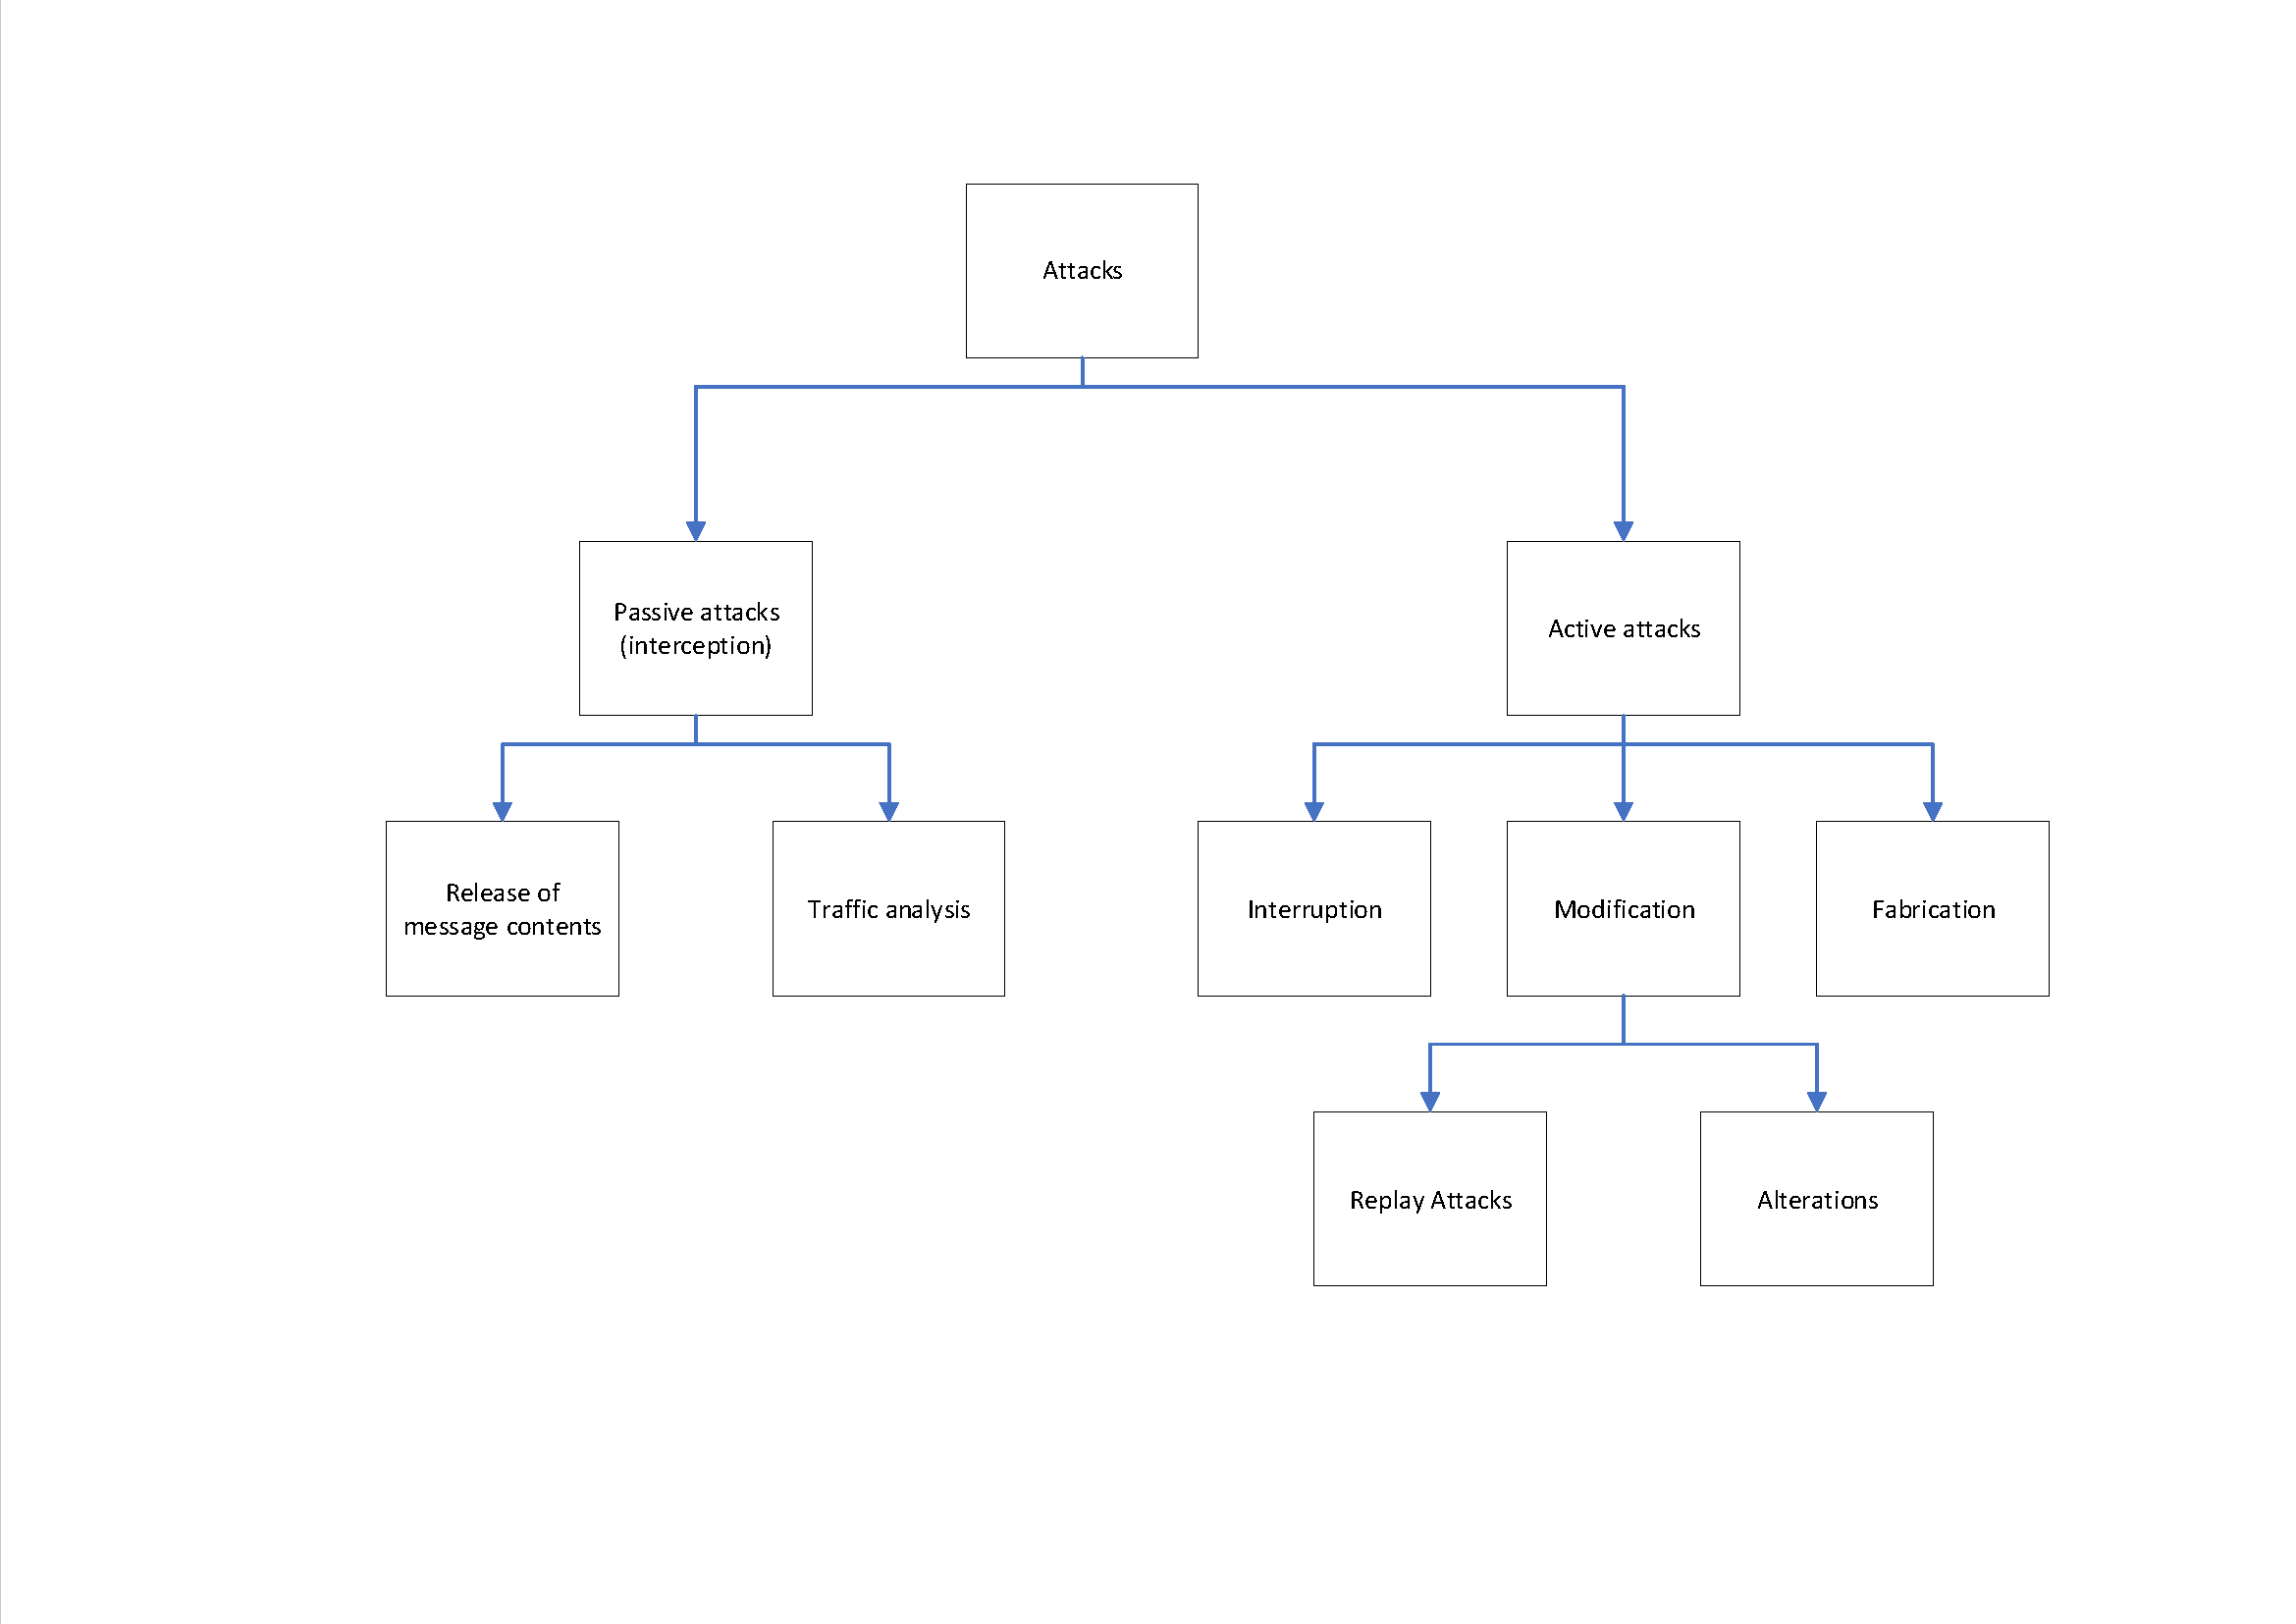 Attacks
Passive attacks
(interception)
Active attacks
Release of
message contents
Traffic analysis
Interruption
Modification
Fabrication
Replay Attacks
Alterations